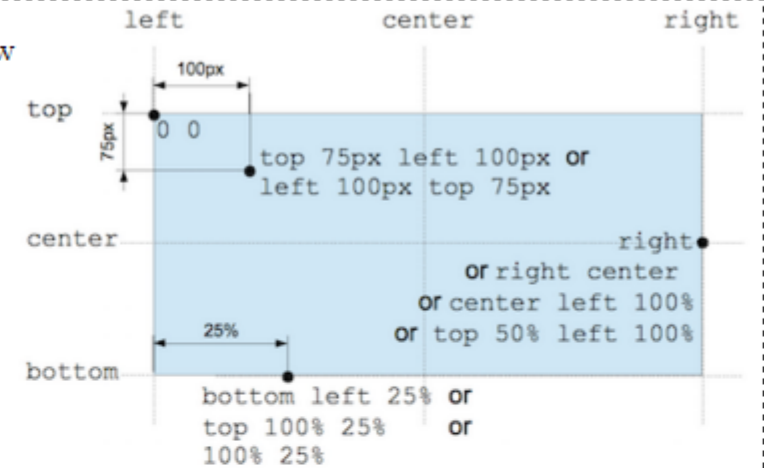 left center right
w
100px
top
75px
0 0
top 75px left 100px or
left 100px top 75px
center
right
or right center
or center left 100%
or top 50% left 100%
25%
bottom
bottom left 25% or
top 100% 25% or
100% 25%